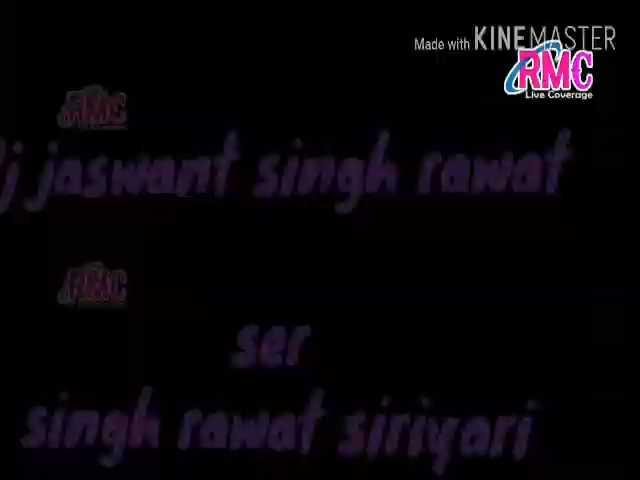 Made with KINEMASTER
RMC
Live Coverage
RMC
j jaswant singh rawat
RMC
ser
singh rawat siriyari